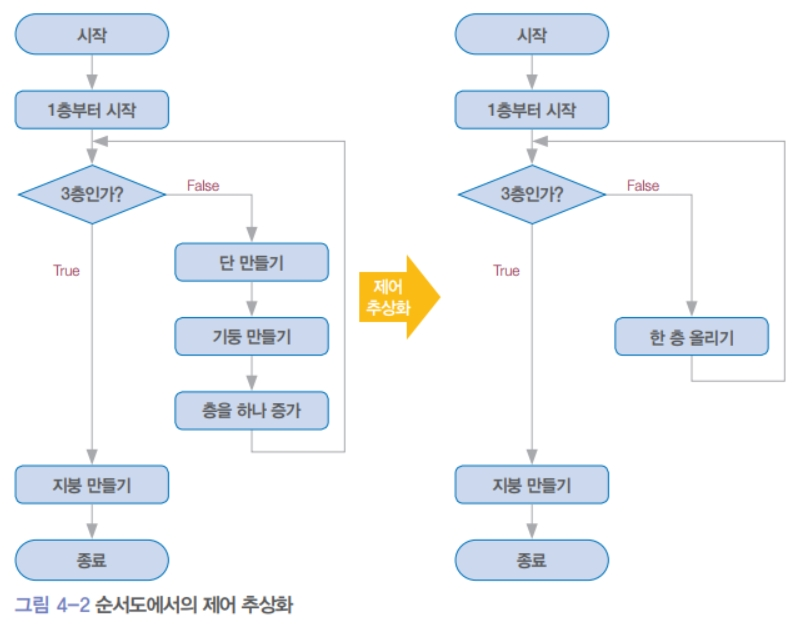 시작
1층부터 시작
3층인가?
False
True
단 만들기
기둥 만들기
층을 하나 증가
지붕 만들기
종료
제어
추상화
시작
1층부터 시작
3층인가?
False
True
한 층 올리기
지붕 만들기
종료
그림 4-2 순서도에서의 제어 추상화